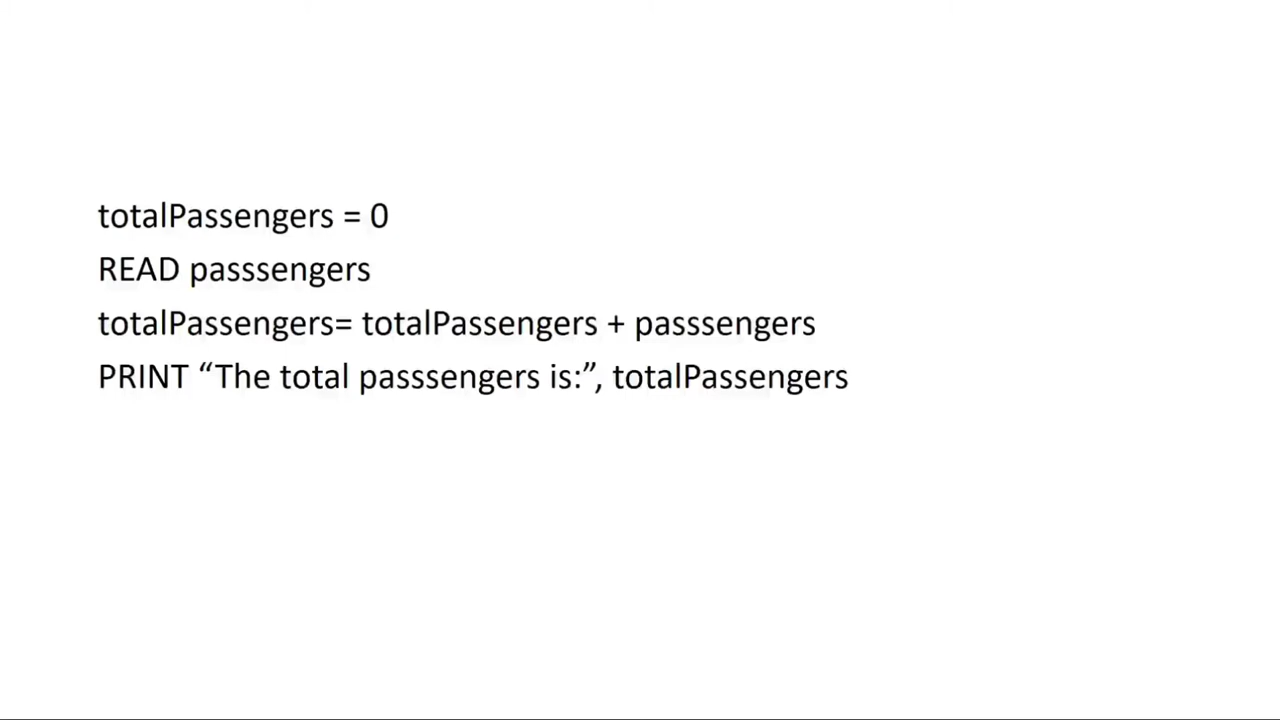 totalPassengers = 0
READ passsengers
totalPassengers= totalPassengers + passsengers
PRINT “The total passsengers is:”, totalPassengers